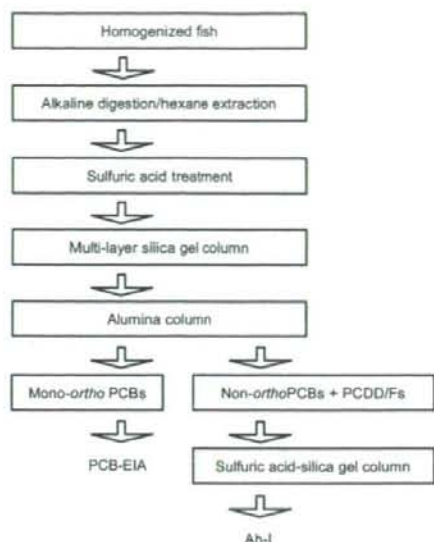 Homogenized fish
Alkaline digestion/hexane extraction
Sulfuric acid treatment
Multi-layer silica gel column
Alumina column
Mono-ortho PCBs
Non-orthoPCBs + PCDD/Fs
PCB-EIA
Sulfuric acid-silica gel column
Ah-I